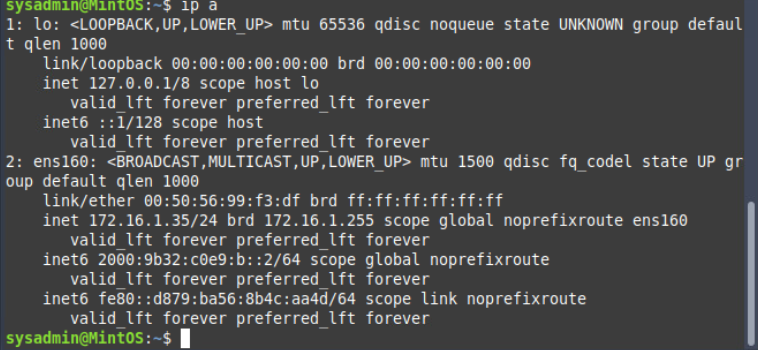 sysadmin@MintOS:~$ ip a
1: lo: <LOOPBACK,UP,LOWER_UP> mtu 65536 qdisc noqueue state UNKNOWN group defaul
t qlen 1000
    link/loopback 00:00:00:00:00:00 brd 00:00:00:00:00:00
    inet 127.0.0.1/8 scope host lo
       valid_lft forever preferred_lft forever
    inet6 ::1/128 scope host
       valid_lft forever preferred_lft forever
2: ens160: <BROADCAST,MULTICAST,UP,LOWER_UP> mtu 1500 qdisc fq_codel state UP gr
oup default qlen 1000
    link/ether 00:50:56:99:f3:df brd ff:ff:ff:ff:ff:ff
    inet 172.16.1.35/24 brd 172.16.1.255 scope global noprefixroute ens160
       valid_lft forever preferred_lft forever
    inet6 2000:9b32:c0e9:b::2/64 scope global noprefixroute
       valid_lft forever preferred_lft forever
    inet6 fe80::d879:ba56:8b4c:aa4d/64 scope link noprefixroute
       valid_lft forever preferred_lft forever
sysadmin@MintOS:~$